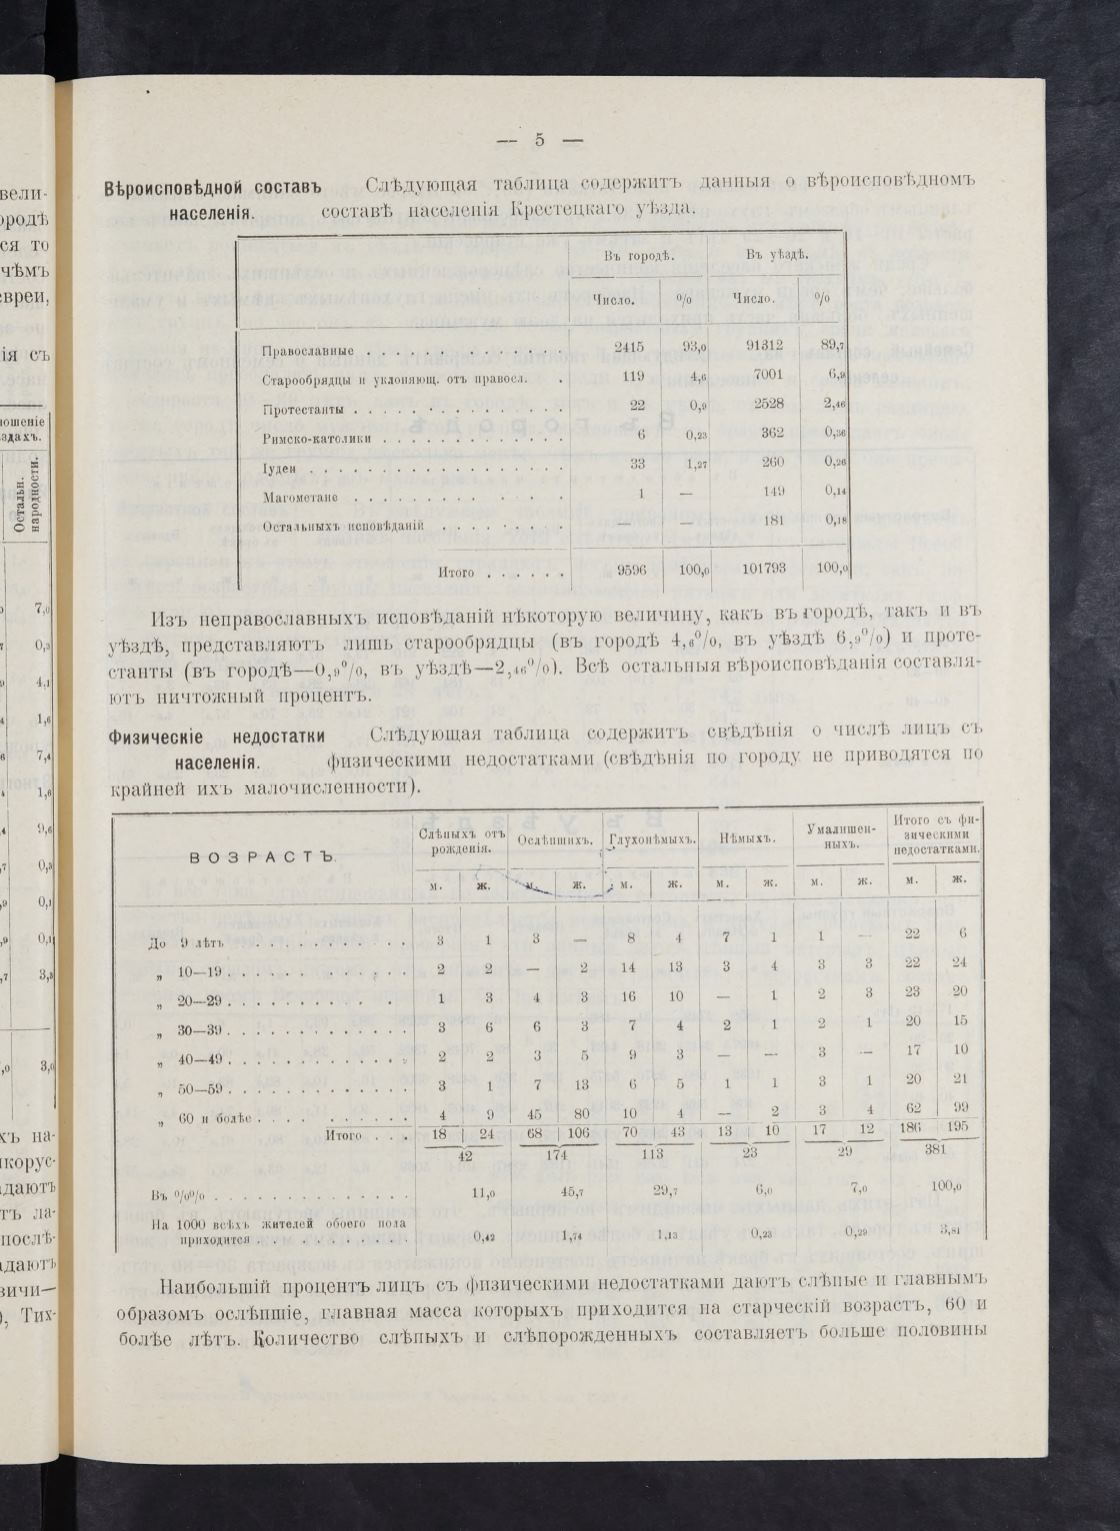 — 5 —
Вѣроисповѣдной составъ населенія. Слѣдующая таблица содержитъ данныя о вѣроисповѣдномъ
составѣ населенія Крестецкаго уѣзда.
Въ городѣ. Въ уѣздѣ.
Число. % Число. %
Православные 2415 93,0 91312 89,7
Старообрядцы и уклоняющ. отъ правосл. 119 4,6 7001 6,9
Протестанты 22 0,9 2528 2,46
Римско-католики 6 0,23 362 0,36
Іудеи 33 1,27 260 0,26
Магометане 1 — 149 0,14
Остальныхъ исповѣданій — — 181 0,18
Итого 9596 100,0 101793 100,0
Изъ неправославныхъ исповѣданій нѣкоторую величину, какъ въ городѣ, такъ и въ
уѣздѣ, представляютъ лишь старообрядцы (въ городѣ 4,6%, въ уѣздѣ 6,9%) и проте-
станты (въ городѣ—0,9%, въ уѣздѣ—2,46%). Всѣ остальныя вѣроисповѣданія составля-
ютъ ничтожный процентъ.
Физическіе недостатки населенія. Слѣдующая таблица содержитъ свѣдѣнія о числѣ лицъ съ
физическими недостатками (свѣдѣнія по городу не приводятся по
крайней ихъ малочисленности).
ВОЗРАСТЪ. Слѣпыхъ отъ рожденія. Ослѣпшихъ. Глухонѣмыхъ. Нѣмыхъ. Умалишен-ныхъ. Итого съ фи-зическими недостатками.
м. ж. м. ж. м. ж. м. ж. м. ж. м. ж.
До 9 лѣтъ 3 1 3 — 8 4 7 1 1 — 22 6
„ 10—19 2 2 — 2 14 13 3 4 3 3 22 24
„ 20—29 1 3 4 3 16 10 — 1 2 3 23 20
„ 30—39 3 6 6 3 7 4 2 1 2 1 20 15
„ 40—49 2 2 3 5 9 3 — — 3 — 17 10
„ 50—59 3 1 7 13 6 5 1 1 3 1 20 21
„ 60 и болѣе 4 9 45 80 10 4 — 2 3 4 62 99
Итого 18 24 68 106 70 43 13 10 17 12 186 195
42 174 113 23 29 381
Въ %% 11,0 45,7 29,7 6,0 7,0 100,0
На 1000 всѣхъ жителей обоего пола
приходится 0,42 1,74 1,13 0,23 0,29 3,81
Наибольшій процентъ лицъ съ физическими недостатками даютъ слѣпые и главнымъ
образомъ ослѣпшіе, главная масса которыхъ приходится на старческій возрастъ, 60 и
болѣе лѣтъ. Количество слѣпыхъ и слѣпорожденныхъ составляетъ больше половины